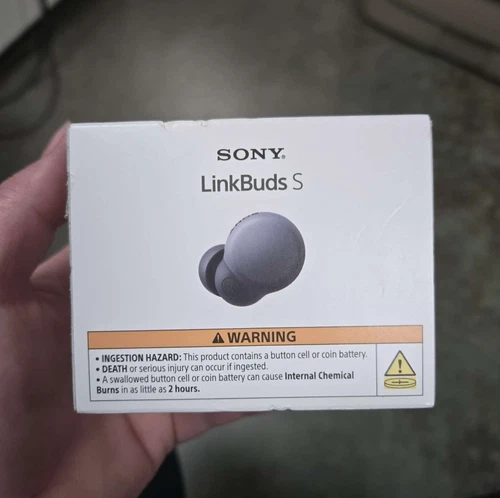 SONY®
LinkBuds S
⚠ WARNING
• INGESTION HAZARD: This product contains a button cell or coin battery.
• DEATH or serious injury can occur if ingested.
• A swallowed button cell or coin battery can cause Internal Chemical
Burns in as little as 2 hours.